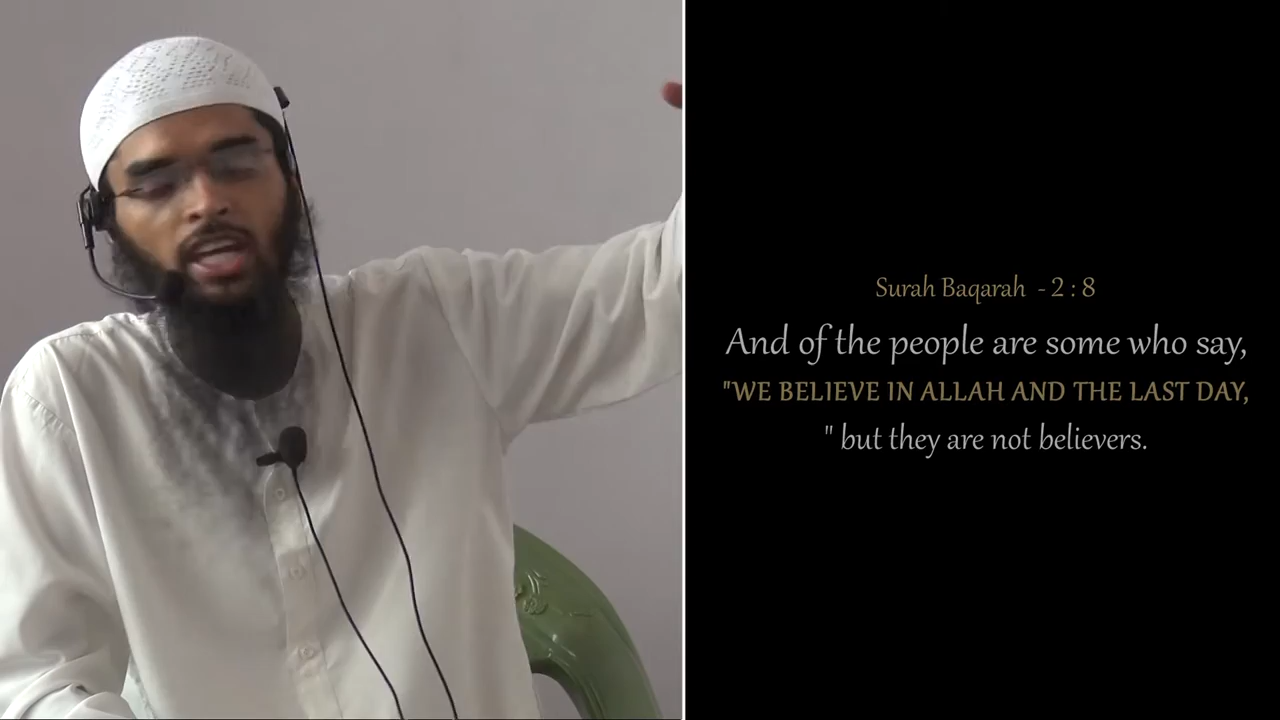 Surah Baqarah - 2 : 8
And of the people are some who say,
"WE BELIEVE IN ALLAH AND THE LAST DAY,
" but they are not believers.